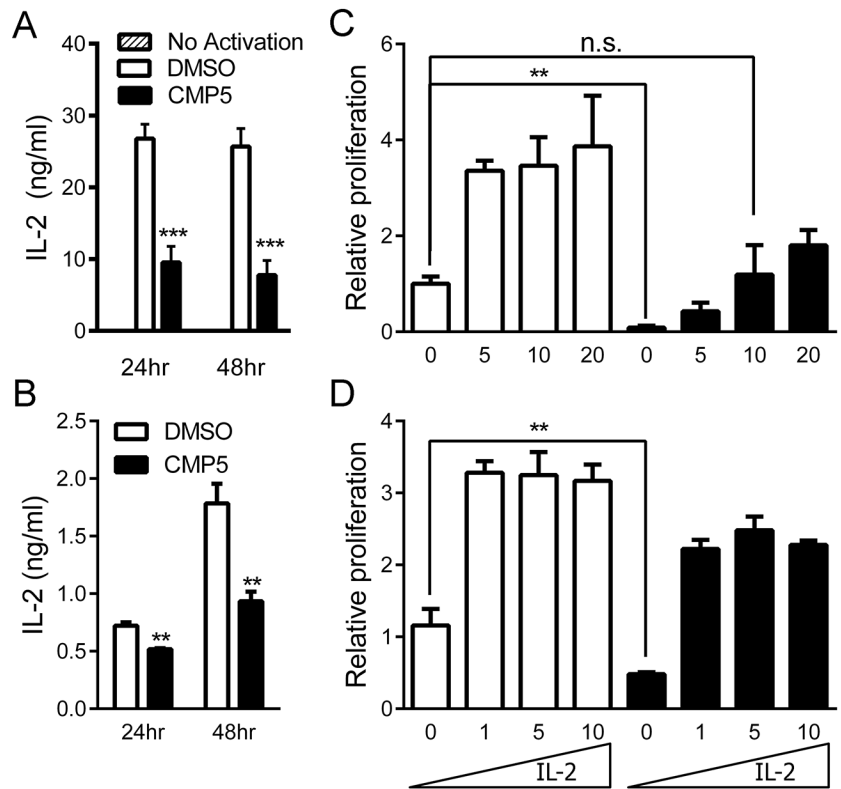 A
IL-2 (ng/ml)
40
30
20
10
0
No Activation
DMSO
CMP5
***
***
24hr
48hr
C
Relative proliferation
6
4
2
0
n.s.
**
0 5 10 20 0 5 10 20
B
IL-2 (ng/ml)
2.5
2.0
1.5
1.0
0.5
0.0
DMSO
CMP5
**
**
24hr
48hr
D
Relative proliferation
4
3
2
1
0
**
0 1 5 10 0 1 5 10
IL-2
IL-2